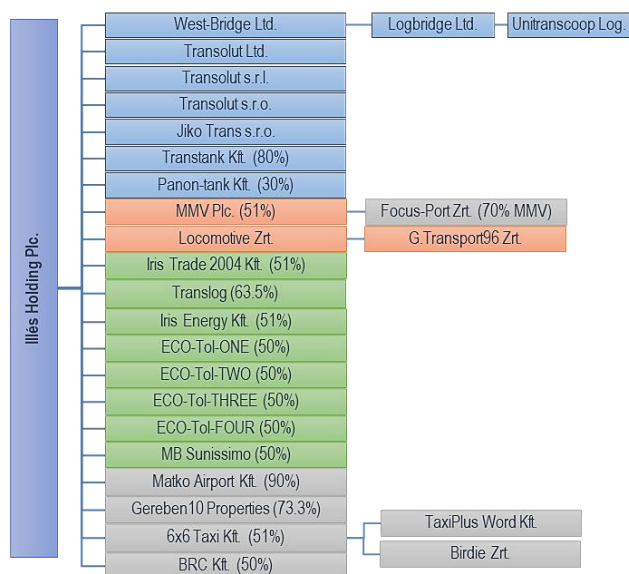 Illés Holding Plc.
West-Bridge Ltd.
Logbridge Ltd.
Unitranscoop Log.
Transolut Ltd.
Transolut s.r.l.
Transolut s.r.o.
Jiko Trans s.r.o.
Transtank Kft. (80%)
Panon-tank Kft. (30%)
MMV Plc. (51%)
Focus-Port Zrt. (70% MMV)
Locomotive Zrt.
G.Transport96 Zrt.
Iris Trade 2004 Kft. (51%)
Translog (63.5%)
Iris Energy Kft. (51%)
ECO-Tol-ONE (50%)
ECO-Tol-TWO (50%)
ECO-Tol-THREE (50%)
ECO-Tol-FOUR (50%)
MB Sunissimo (50%)
Matko Airport Kft. (90%)
Gereben10 Properties (73.3%)
6x6 Taxi Kft. (51%)
TaxiPlus Word Kft.
Birdie Zrt.
BRC Kft. (50%)